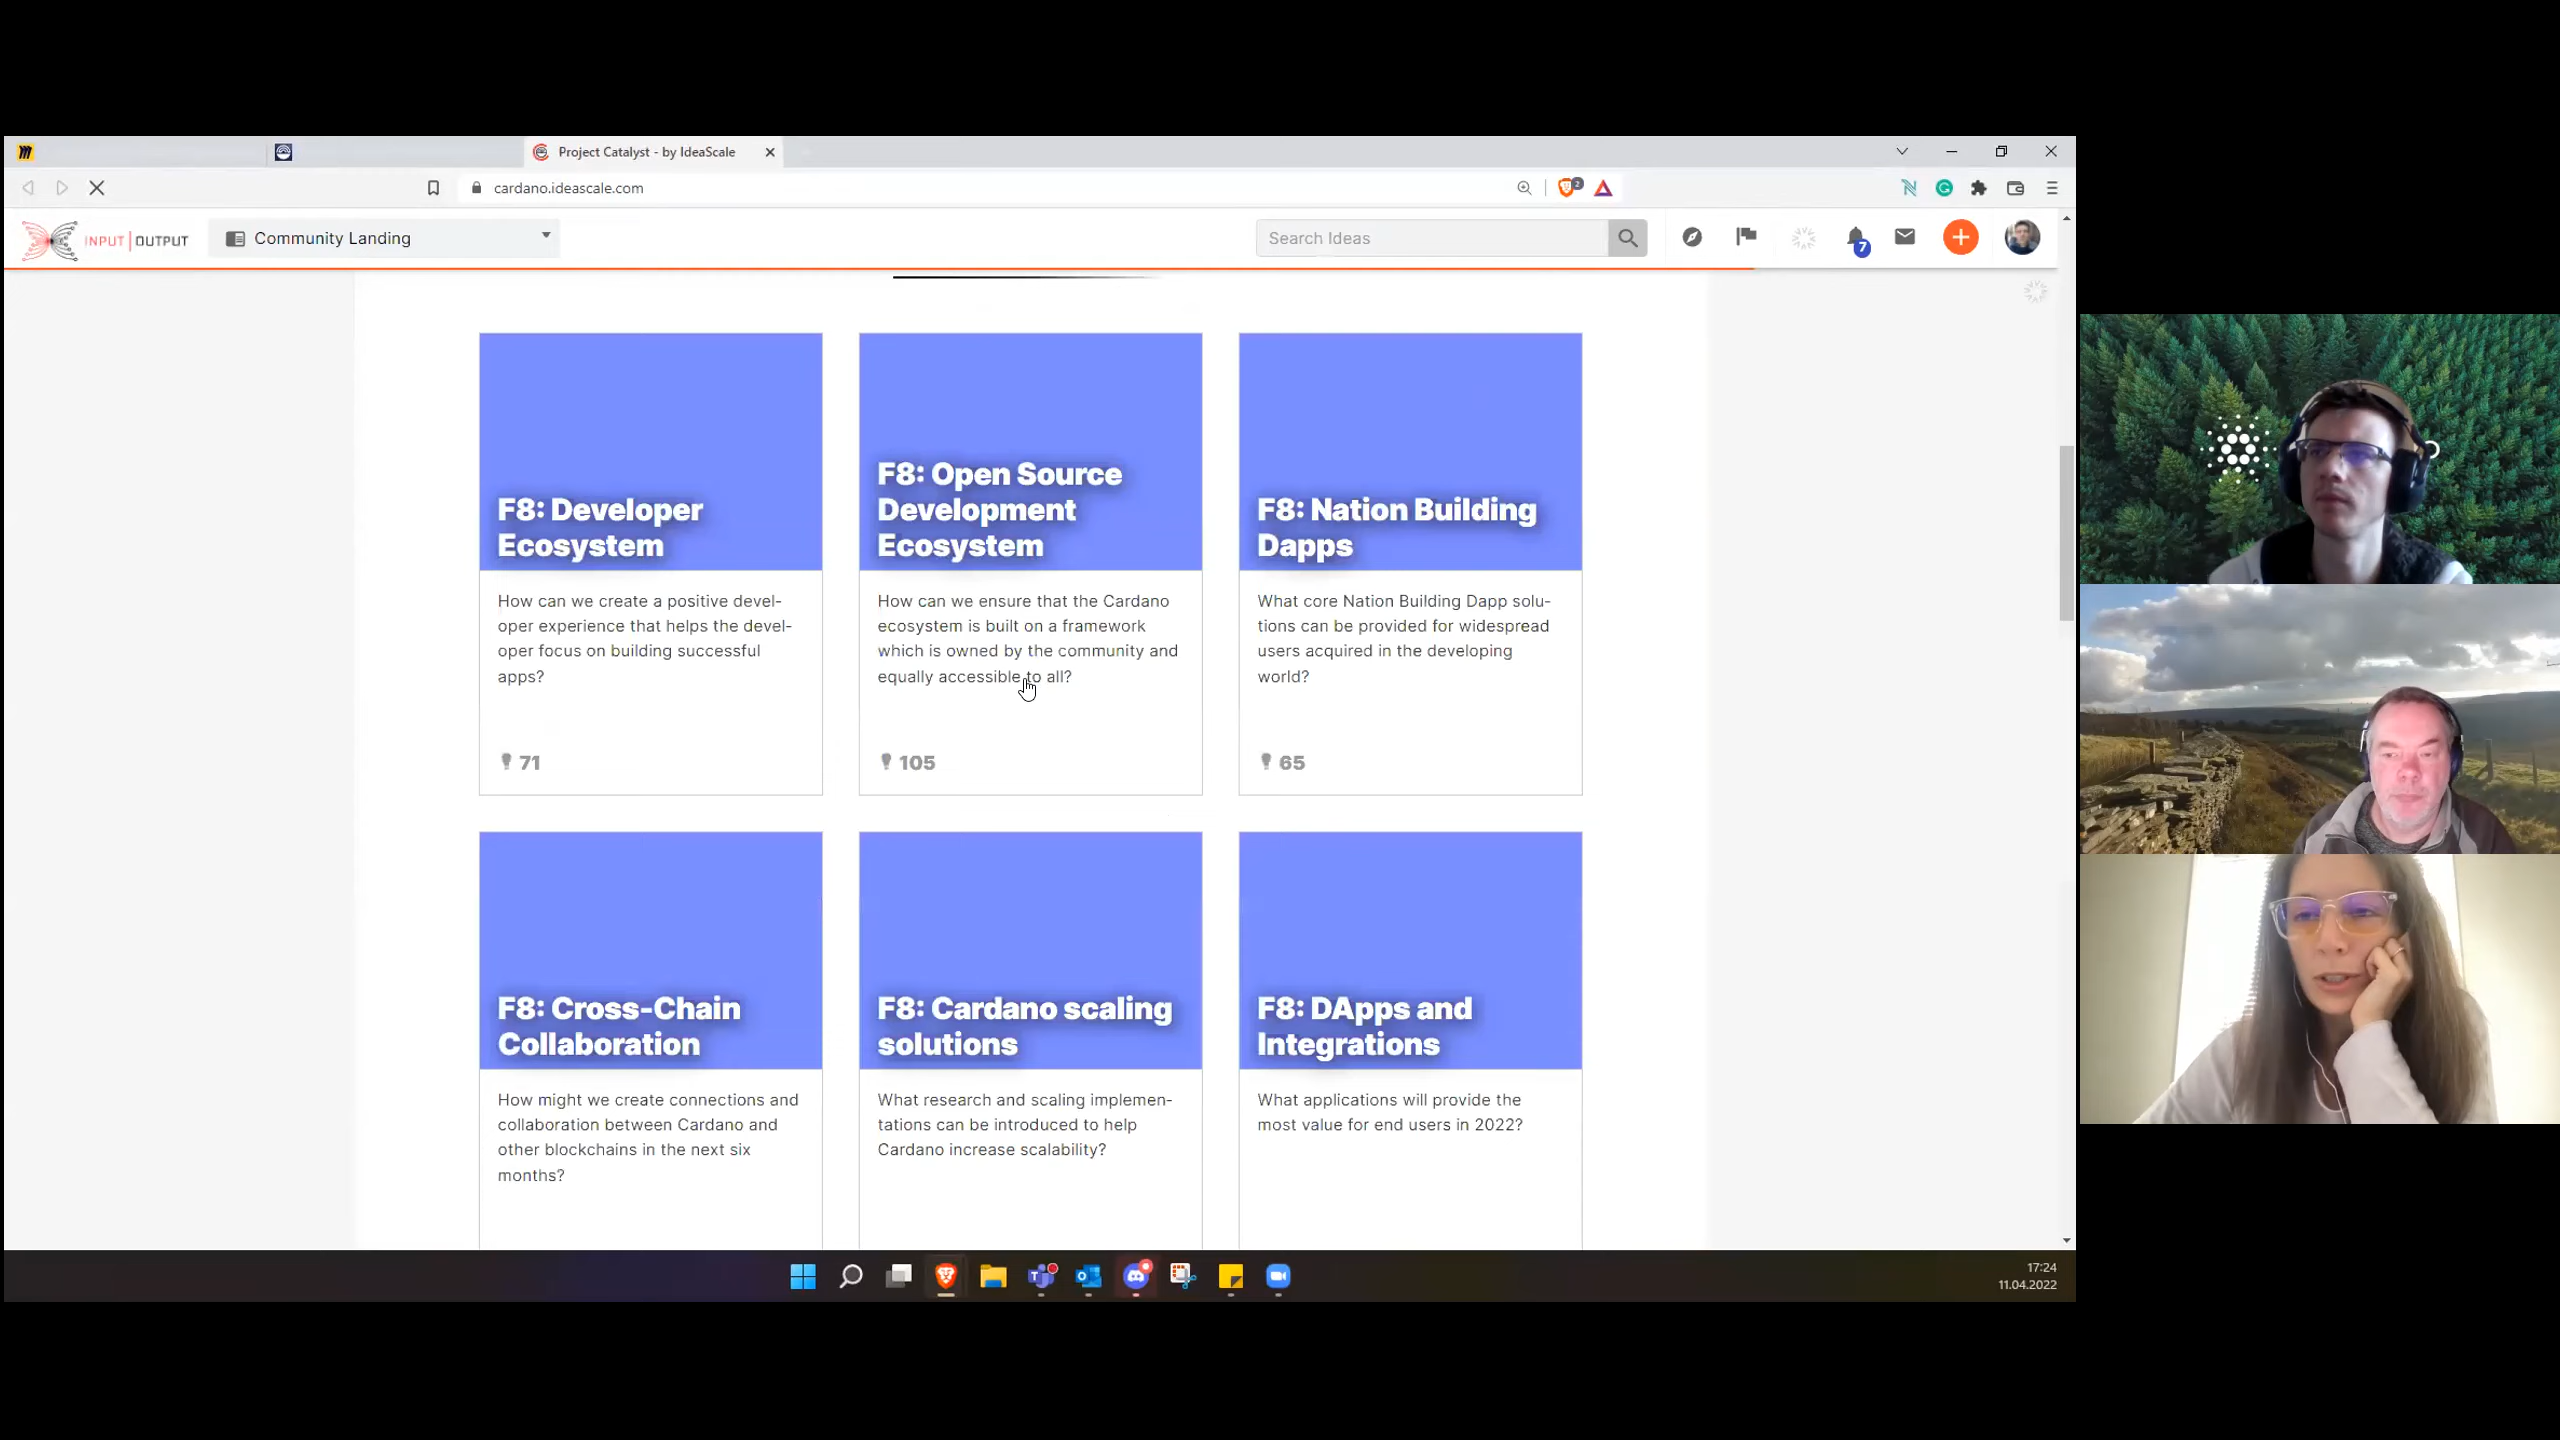 Project Catalyst - by IdeaScale
cardano.ideascale.com
2
INPUT | OUTPUT
Community Landing
Search Ideas
7
F8: Developer
Ecosystem
How can we create a positive devel-
oper experience that helps the devel-
oper focus on building successful
apps?
71
F8: Open Source
Development
Ecosystem
How can we ensure that the Cardano
ecosystem is built on a framework
which is owned by the community and
equally accessible to all?
105
F8: Nation Building
Dapps
What core Nation Building Dapp solu-
tions can be provided for widespread
users acquired in the developing
world?
65
F8: Cross-Chain
Collaboration
How might we create connections and
collaboration between Cardano and
other blockchains in the next six
months?
F8: Cardano scaling
solutions
What research and scaling implemen-
tations can be introduced to help
Cardano increase scalability?
F8: DApps and
Integrations
What applications will provide the
most value for end users in 2022?
17:24
11.04.2022